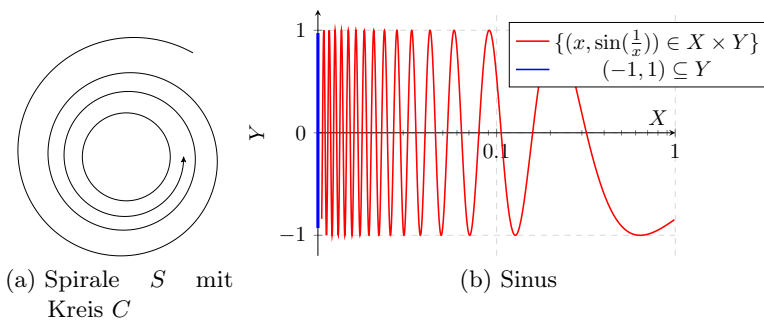 1
0
−1
Y
X
0.1
1
{(x, sin(1/x)) ∈ X × Y}
(−1, 1) ⊆ Y
(a) Spirale S mit
Kreis C
(b) Sinus